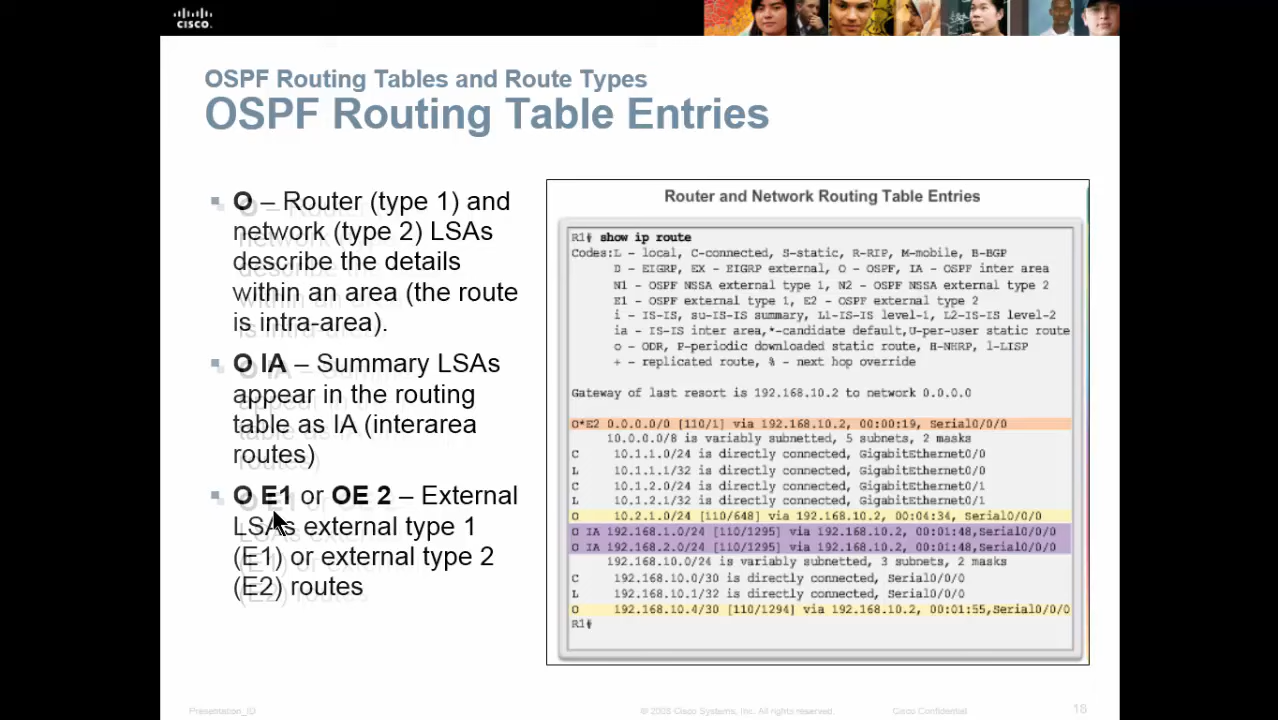 CISCO.
OSPF Routing Tables and Route Types
OSPF Routing Table Entries
O – Router (type 1) and
network (type 2) LSAs
describe the details
within an area (the route
is intra-area).
O IA – Summary LSAs
appear in the routing
table as IA (interarea
routes)
O E1 or OE 2 – External
LSAs external type 1
(E1) or external type 2
(E2) routes
Router and Network Routing Table Entries
R1# show ip route
Codes:L - local, C-connected, S-static, R-RIP, M-mobile, B-BGP
D - EIGRP, EX - EIGRP external, O - OSPF, IA - OSPF inter area
N1 - OSPF NSSA external type 1, N2 - OSPF NSSA external type 2
E1 - OSPF external type 1, E2 - OSPF external type 2
i - IS-IS, su-IS-IS summary, L1-IS-IS level-1, L2-IS-IS level-2
ia - IS-IS inter area,*-candidate default,U-per-user static route
o - ODR, P-periodic downloaded static route, H-NHRP, l-LISP
+ - replicated route, % - next hop override
Gateway of last resort is 192.168.10.2 to network 0.0.0.0
O*E2 0.0.0.0/0 [110/1] via 192.168.10.2, 00:00:19, Serial0/0/0
10.0.0.0/8 is variably subnetted, 5 subnets, 2 masks
C 10.1.1.0/24 is directly connected, GigabitEthernet0/0
L 10.1.1.1/32 is directly connected, GigabitEthernet0/0
C 10.1.2.0/24 is directly connected, GigabitEthernet0/1
L 10.1.2.1/32 is directly connected, GigabitEthernet0/1
O 10.2.1.0/24 [110/648] via 192.168.10.2, 00:04:34, Serial0/0/0
O IA 192.168.1.0/24 [110/1295] via 192.168.10.2, 00:01:48,Serial0/0/0
O IA 192.168.2.0/24 [110/1295] via 192.168.10.2, 00:01:48,Serial0/0/0
192.168.10.0/24 is variably subnetted, 3 subnets, 2 masks
C 192.168.10.0/30 is directly connected, Serial0/0/0
L 192.168.10.1/32 is directly connected, Serial0/0/0
O 192.168.10.4/30 [110/1294] via 192.168.10.2, 00:01:55,Serial0/0/0
R1#
Presentation_ID
© 2008 Cisco Systems, Inc. All rights reserved.
Cisco Confidential
18